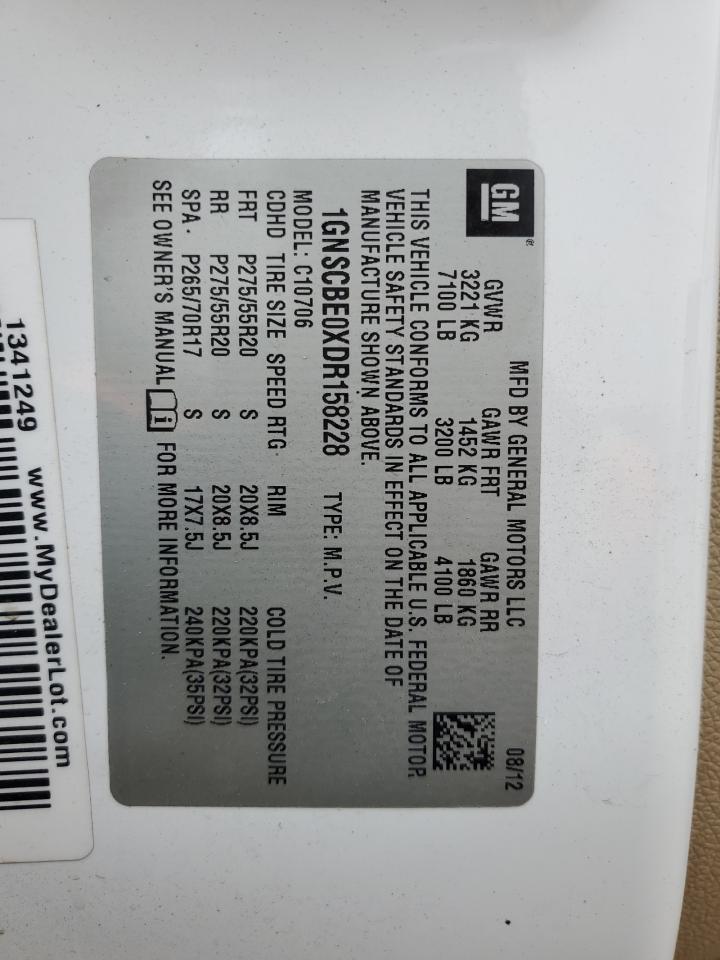 GM®
MFD BY GENERAL MOTORS LLC 08/12
GVWR GAWR FRT GAWR RR
3221 KG 1452 KG 1860 KG
7100 LB 3200 LB 4100 LB
THIS VEHICLE CONFORMS TO ALL APPLICABLE U.S. FEDERAL MOTOR
VEHICLE SAFETY STANDARDS IN EFFECT ON THE DATE OF
MANUFACTURE SHOWN ABOVE.
1GNSCBE0XDR158228 TYPE: M.P.V.
MODEL: C10706
CDHD TIRE SIZE SPEED RTG· RIM COLD TIRE PRESSURE
FRT P275/55R20 S 20X8.5J 220KPA(32PSI)
RR P275/55R20 S 20X8.5J 220KPA(32PSI)
SPA· P265/70R17 S 17X7.5J 240KPA(35PSI)
SEE OWNER'S MANUAL i FOR MORE INFORMATION.
1341249 www.MyDealerLot.com